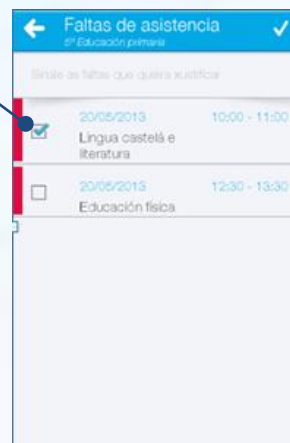 Faltas de asistencia
5º Educación primaria
Sinale as faltas que quera xustificar
20/05/2013 10:00 - 11:00
Lingua castelá e
literatura
20/05/2013 12:30 - 13:30
Educación física